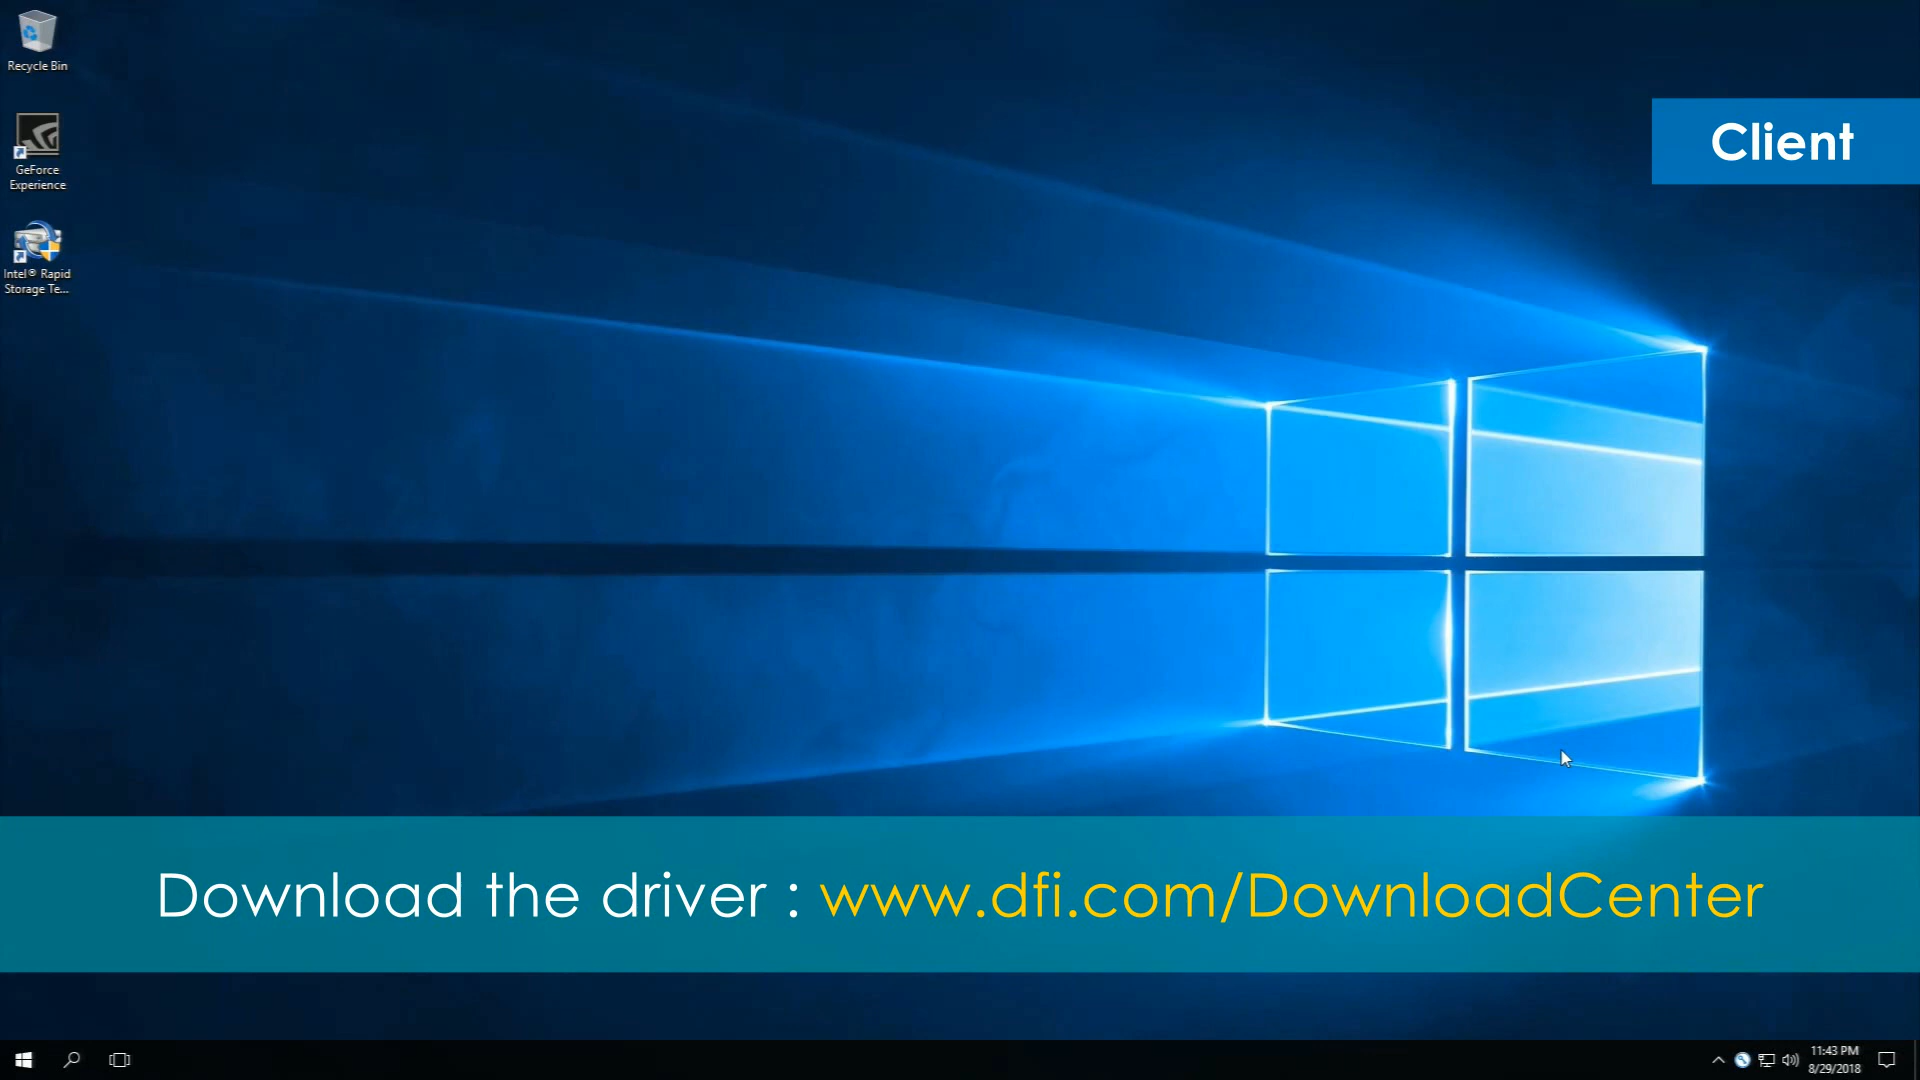 Recycle Bin
GeForce
Experience
Intel® Rapid
Storage Te...
Client
Download the driver : www.dfi.com/DownloadCenter
11:43 PM
8/29/2018